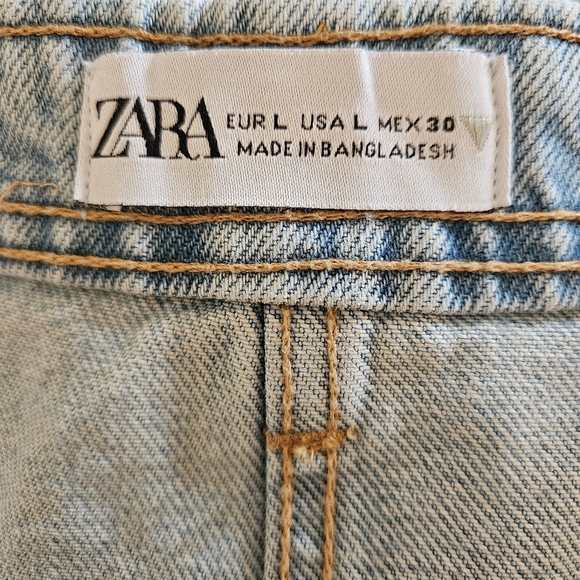 ZARA
EUR L USA L MEX 30
MADE IN BANGLADESH